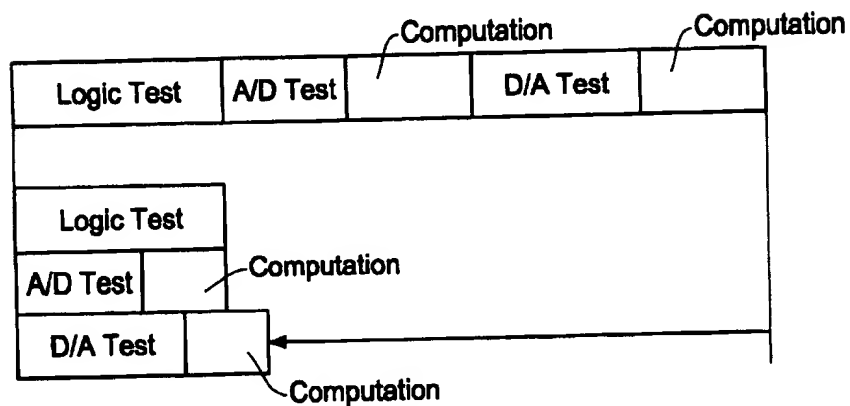 Computation
Computation
Logic Test
A/D Test
D/A Test
Logic Test
A/D Test
Computation
D/A Test
Computation